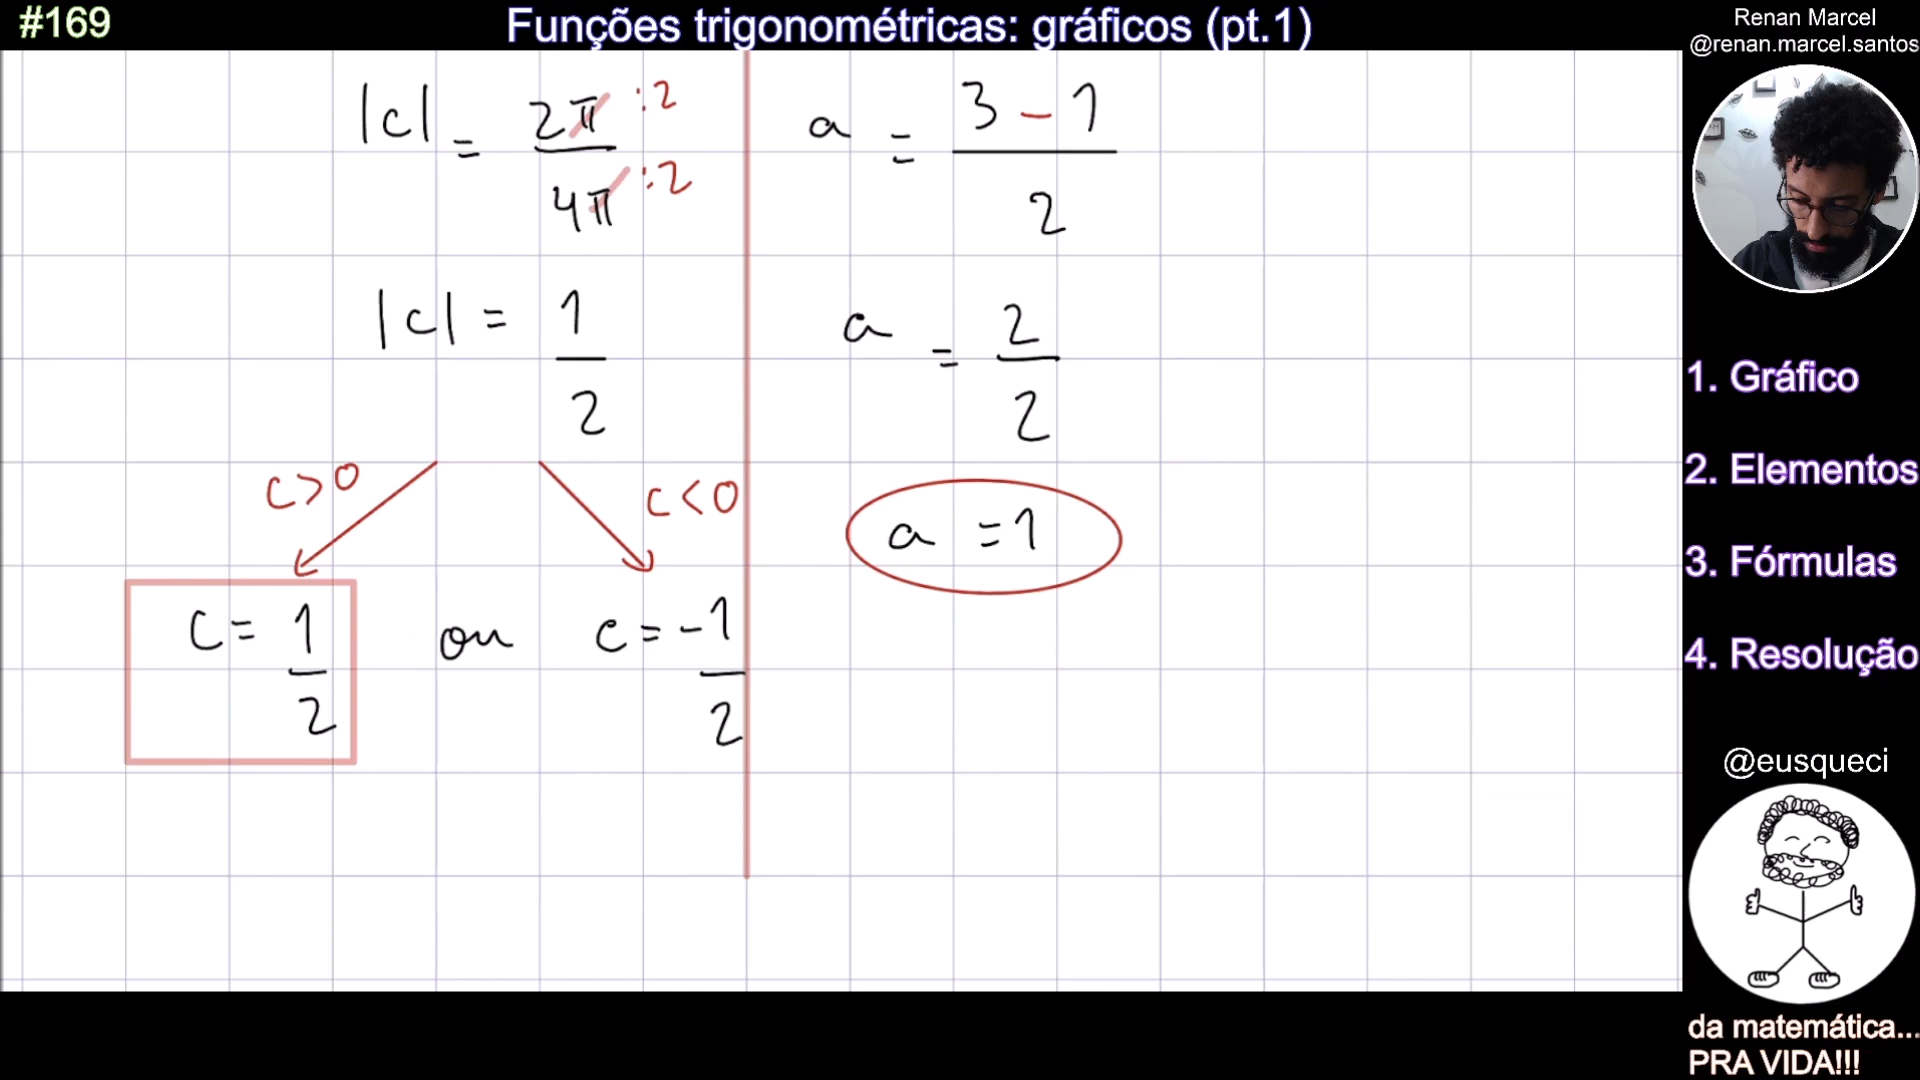 #169
Funções trigonométricas: gráficos (pt.1)
Renan Marcel
@renan.marcel.santos
|c| = 2π/4π :2 :2
|c| = 1/2
c>0
c<0
c = 1/2 ou c = -1/2
a = 3 - 1/2
a = 2/2
a = 1
1. Gráfico
2. Elementos
3. Fórmulas
4. Resolução
@eusqueci
da matemática...
PRA VIDA!!!